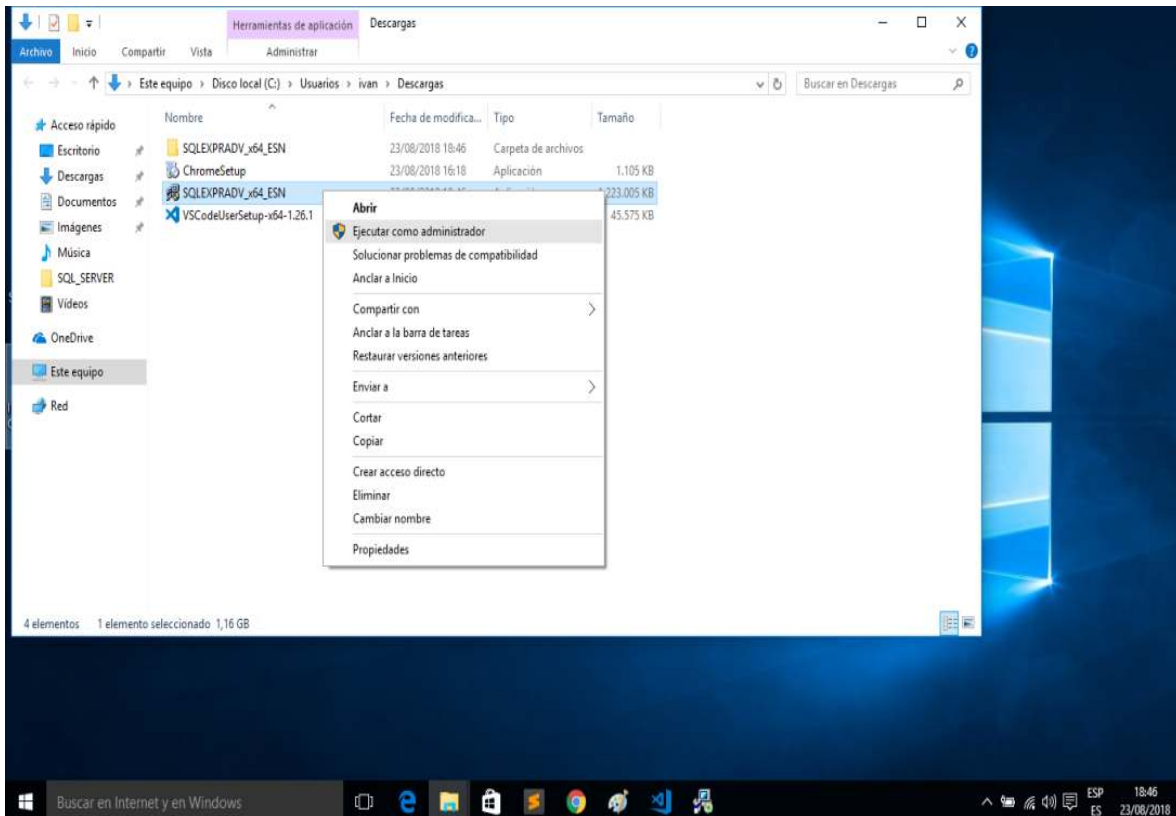 Herramientas de aplicación Descargas
Archivo Inicio Compartir Vista Administrar
Este equipo › Disco local (C:) › Usuarios › ivan › Descargas
Buscar en Descargas
Nombre Fecha de modifica... Tipo Tamaño
SQLEXPRADV_x64_ESN 23/08/2018 18:46 Carpeta de archivos
ChromeSetup 23/08/2018 16:18 Aplicación 1.105 KB
SQLEXPRADV_x64_ESN 223.005 KB
VSCodeUserSetup-x64-1.26.1 45.575 KB
Acceso rápido
Escritorio
Descargas
Documentos
Imágenes
Música
SQL_SERVER
Vídeos
OneDrive
Este equipo
Red
Abrir
Ejecutar como administrador
Solucionar problemas de compatibilidad
Anclar a Inicio
Compartir con
Anclar a la barra de tareas
Restaurar versiones anteriores
Enviar a
Cortar
Copiar
Crear acceso directo
Eliminar
Cambiar nombre
Propiedades
4 elementos 1 elemento seleccionado 1,16 GB
Buscar en Internet y en Windows
ESP
ES
18:46
23/08/2018